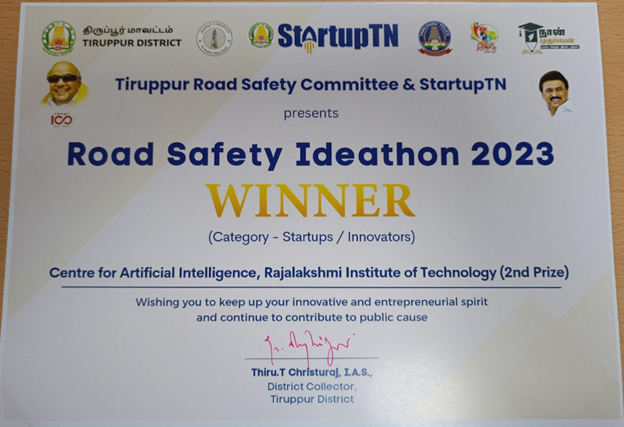 திருப்பூர் மாவட்டம்
TIRUPPUR DISTRICT
StartupTN
நான்
முதல்வன்
100
Tiruppur Road Safety Committee & StartupTN
presents
Road Safety Ideathon 2023
WINNER
(Category - Startups / Innovators)
Centre for Artificial Intelligence, Rajalakshmi Institute of Technology (2nd Prize)
Wishing you to keep up your innovative and entrepreneurial spirit
and continue to contribute to public cause
Thiru.T Christuraj, I.A.S.,
District Collector,
Tiruppur District